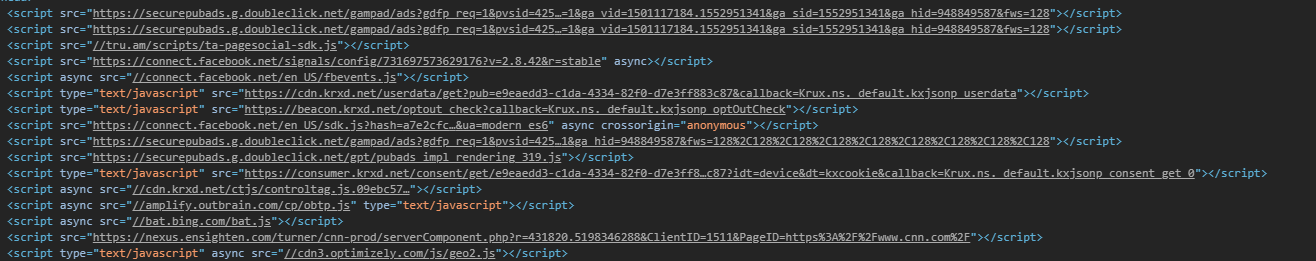 <script src="https://securepubads.g.doubleclick.net/gampad/ads?gdfp_req=1&pvsid=425…=1&ga_vid=1501117184.1552951341&ga_sid=1552951341&ga_hid=948849587&fws=128"></script>
<script src="https://securepubads.g.doubleclick.net/gampad/ads?gdfp_req=1&pvsid=425…=1&ga_vid=1501117184.1552951341&ga_sid=1552951341&ga_hid=948849587&fws=128"></script>
<script src="//tru.am/scripts/ta-pagesocial-sdk.js"></script>
<script src="https://connect.facebook.net/signals/config/731697573629176?v=2.8.42&r=stable" async></script>
<script async src="//connect.facebook.net/en_US/fbevents.js"></script>
<script type="text/javascript" src="https://cdn.krxd.net/userdata/get?pub=e9eaedd3-c1da-4334-82f0-d7e3ff883c87&callback=Krux.ns._default.kxjsonp_userdata"></script>
<script type="text/javascript" src="https://beacon.krxd.net/optout_check?callback=Krux.ns._default.kxjsonp_optOutCheck"></script>
<script src="https://connect.facebook.net/en_US/sdk.js?hash=a7e2cfc…&ua=modern_es6" async crossorigin="anonymous"></script>
<script src="https://securepubads.g.doubleclick.net/gampad/ads?gdfp_req=1&pvsid=425…1&ga_hid=948849587&fws=128%2C128%2C128%2C128%2C128%2C128%2C128%2C128"></script>
<script src="https://securepubads.g.doubleclick.net/gpt/pubads_impl_rendering_319.js"></script>
<script type="text/javascript" src="https://consumer.krxd.net/consent/get/e9eaedd3-c1da-4334-82f0-d7e3ff8…c87?idt=device&dt=kxcookie&callback=Krux.ns._default.kxjsonp_consent_get_0"></script>
<script async src="//cdn.krxd.net/ctjs/controltag.js.09ebc57…"></script>
<script async src="//amplify.outbrain.com/cp/obtp.js" type="text/javascript"></script>
<script async src="//bat.bing.com/bat.js"></script>
<script src="https://nexus.ensighten.com/turner/cnn-prod/serverComponent.php?r=431820.5198346288&ClientID=1511&PageID=https%3A%2F%2Fwww.cnn.com%2F"></script>
<script type="text/javascript" async src="//cdn3.optimizely.com/js/geo2.js"></script>